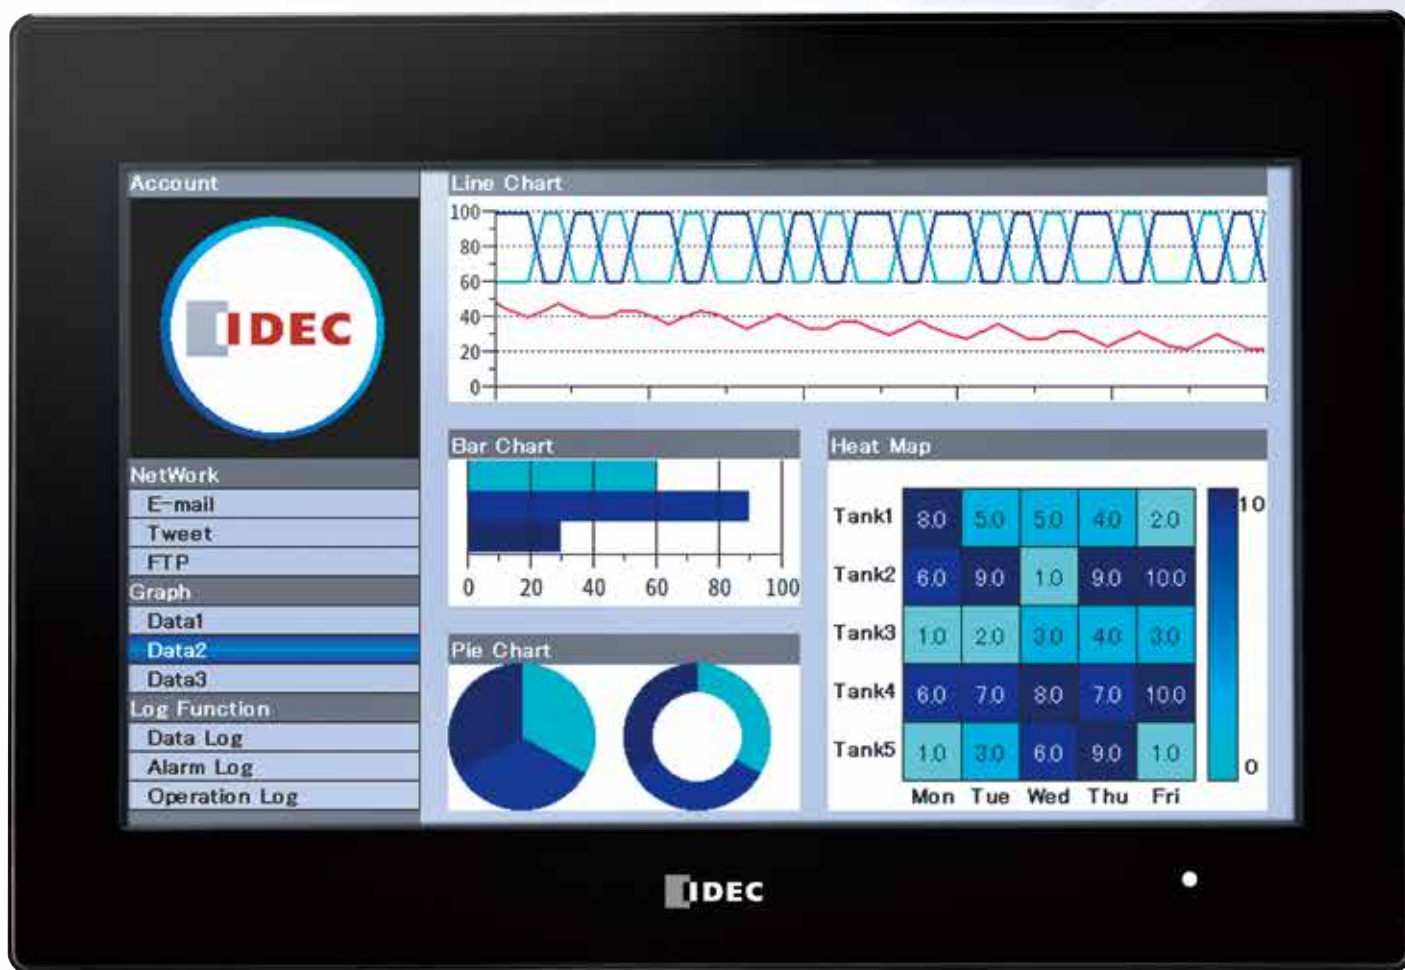 Account
IDEC
NetWork
E-mail
Tweet
FTP
Graph
Data1
Data2
Data3
Log Function
Data Log
Alarm Log
Operation Log
Line Chart
100
80
60
40
20
0
Bar Chart
0 20 40 60 80 100
Pie Chart
Heat Map
Tank1 8.0 5.0 5.0 4.0 2.0
Tank2 6.0 9.0 1.0 9.0 10.0
Tank3 1.0 2.0 3.0 4.0 3.0
Tank4 6.0 7.0 8.0 7.0 10.0
Tank5 1.0 3.0 6.0 9.0 1.0
Mon Tue Wed Thu Fri
10
0
IDEC